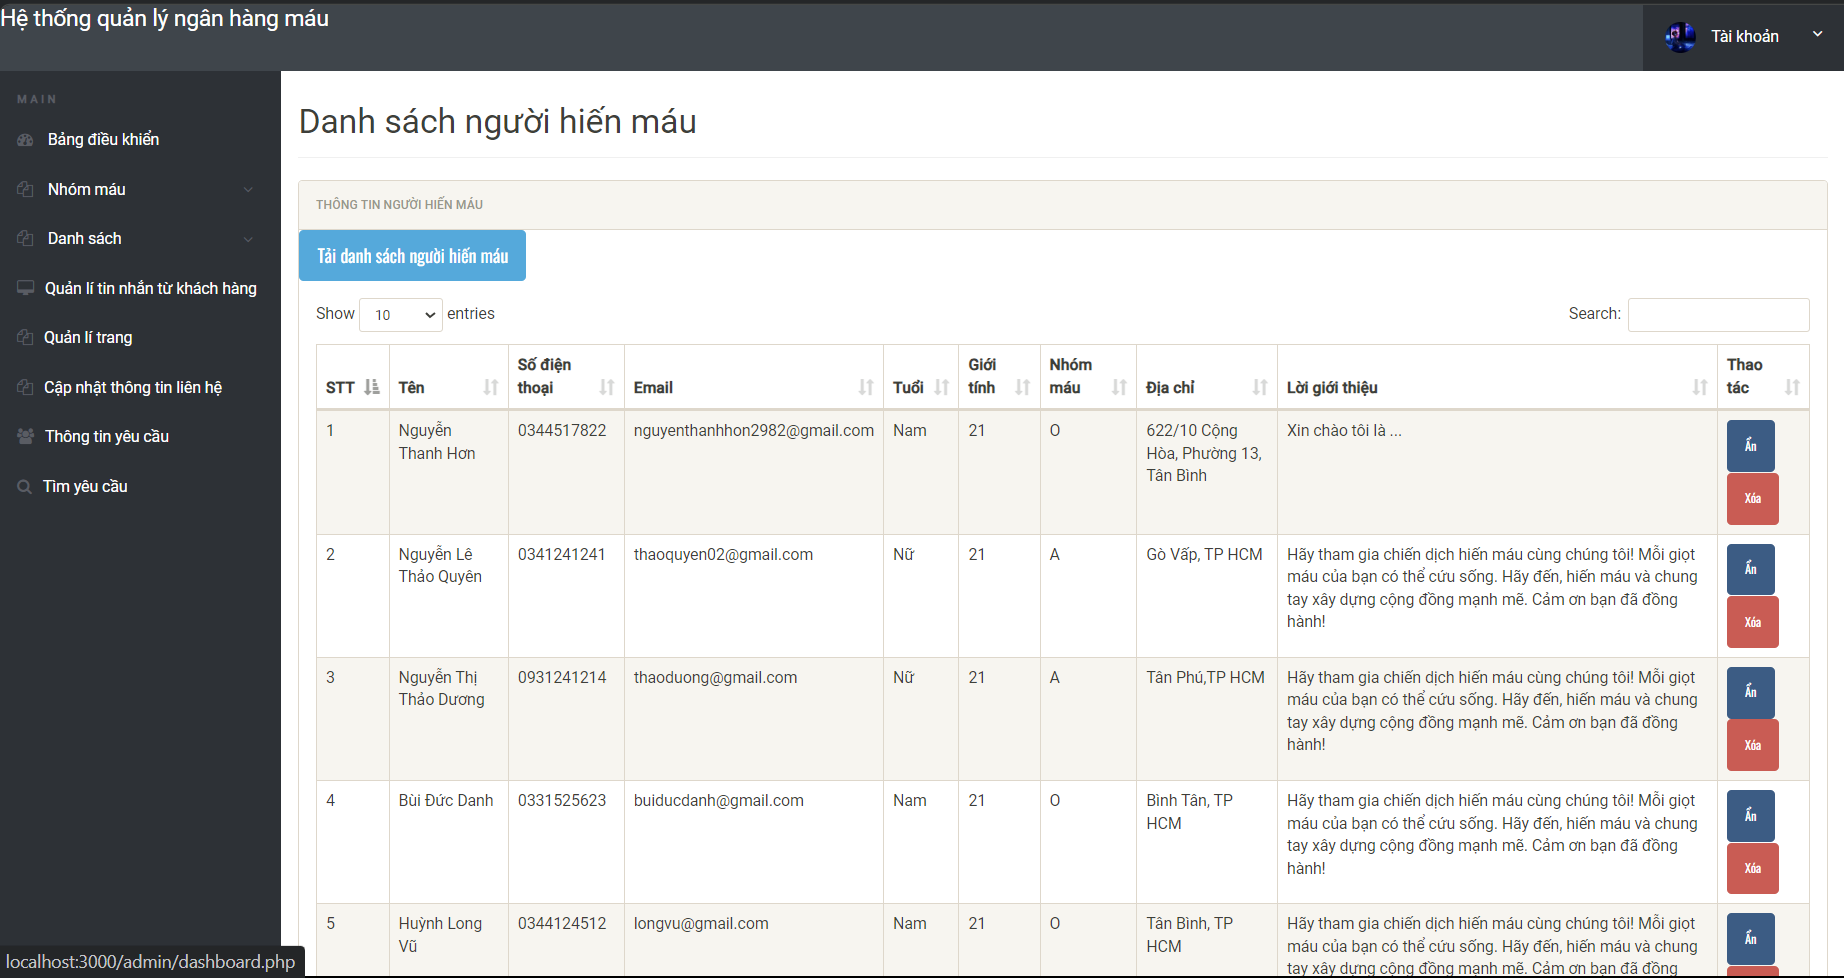 Hệ thống quản lý ngân hàng máu
Tài khoản
MAIN
Bảng điều khiển
Nhóm máu
Danh sách
Quản lí tin nhắn từ khách hàng
Quản lí trang
Cập nhật thông tin liên hệ
Thông tin yêu cầu
Tìm yêu cầu
Danh sách người hiến máu
THÔNG TIN NGƯỜI HIẾN MÁU
Tải danh sách người hiến máu
Show 10 entries
Search:
STT
Tên
Số điện
thoại
Email
Tuổi
Giới
tính
Nhóm
máu
Địa chỉ
Lời giới thiệu
Thao
tác
1
Nguyễn
Thanh Hơn
0344517822
nguyenthanhhon2982@gmail.com
Nam
21
O
622/10 Cộng
Hòa, Phường 13,
Tân Bình
Xin chào tôi là ...
Ẩn
Xóa
2
Nguyễn Lê
Thảo Quyên
0341241241
thaoquyen02@gmail.com
Nữ
21
A
Gò Vấp, TP HCM
Hãy tham gia chiến dịch hiến máu cùng chúng tôi! Mỗi giọt
máu của bạn có thể cứu sống. Hãy đến, hiến máu và chung
tay xây dựng cộng đồng mạnh mẽ. Cảm ơn bạn đã đồng
hành!
Ẩn
Xóa
3
Nguyễn Thị
Thảo Dương
0931241214
thaoduong@gmail.com
Nữ
21
A
Tân Phú,TP HCM
Hãy tham gia chiến dịch hiến máu cùng chúng tôi! Mỗi giọt
máu của bạn có thể cứu sống. Hãy đến, hiến máu và chung
tay xây dựng cộng đồng mạnh mẽ. Cảm ơn bạn đã đồng
hành!
Ẩn
Xóa
4
Bùi Đức Danh
0331525623
buiducdanh@gmail.com
Nam
21
O
Bình Tân, TP
HCM
Hãy tham gia chiến dịch hiến máu cùng chúng tôi! Mỗi giọt
máu của bạn có thể cứu sống. Hãy đến, hiến máu và chung
tay xây dựng cộng đồng mạnh mẽ. Cảm ơn bạn đã đồng
hành!
Ẩn
Xóa
5
Huỳnh Long
Vũ
0344124512
longvu@gmail.com
Nam
21
O
Tân Bình, TP
HCM
Hãy tham gia chiến dịch hiến máu cùng chúng tôi! Mỗi giọt
máu của bạn có thể cứu sống. Hãy đến, hiến máu và chung
tay xây dựng cộng đồng mạnh mẽ. Cảm ơn bạn đã đồng
Ẩn
localhost:3000/admin/dashboard.php